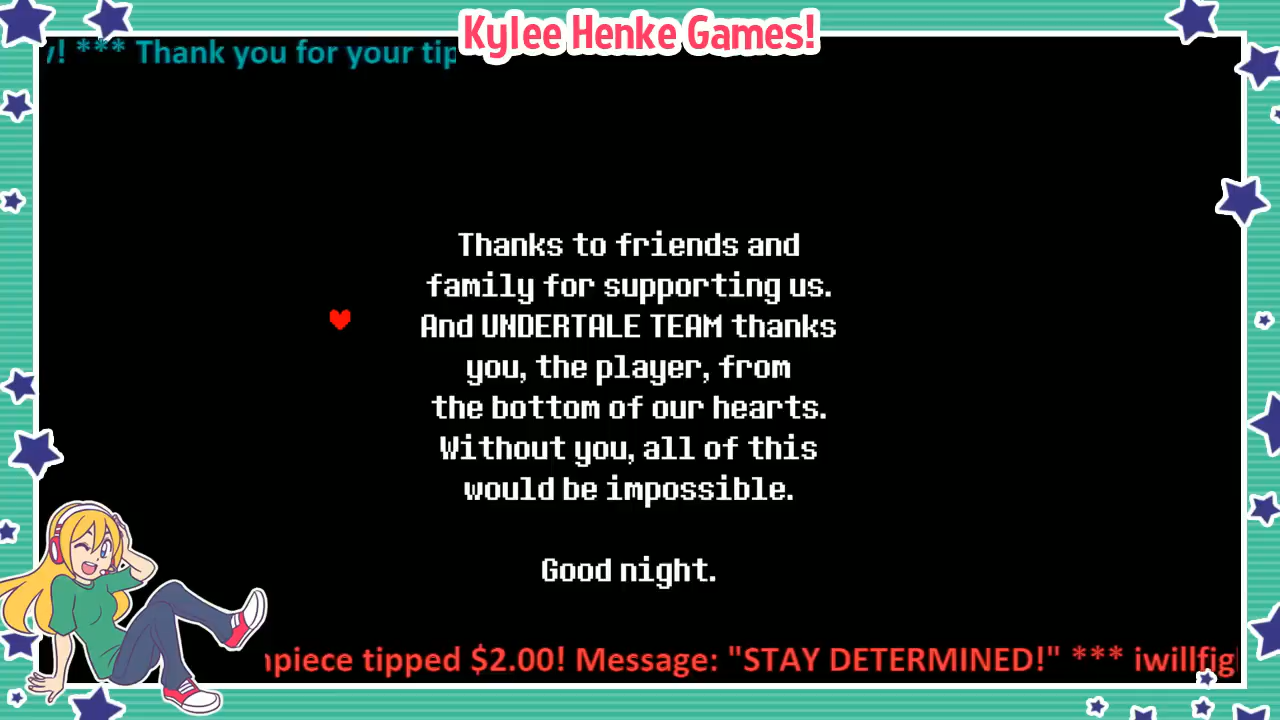 Kylee Henke Games!
! *** Thank you for your tip
Thanks to friends and
family for supporting us.
And UNDERTALE TEAM thanks
you, the player, from
the bottom of our hearts.
Without you, all of this
would be impossible.
Good night.
piece tipped $2.00! Message: "STAY DETERMINED!" *** iwillfig